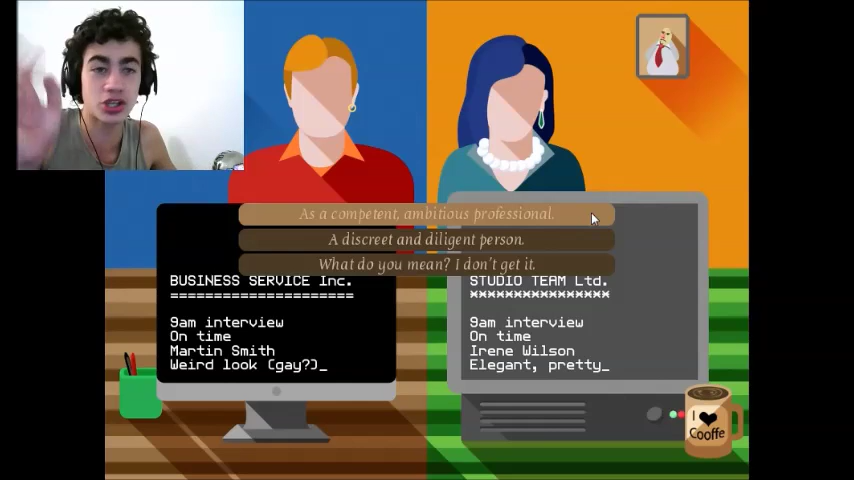 As a competent, ambitious professional.
A discreet and diligent person.
What do you mean? I don't get it.
BUSINESS SERVICE Inc.
=====================
9am interview
On time
Martin Smith
Weird look (gay?)_
STUDIO TEAM Ltd.
****************
9am interview
On time
Irene Wilson
Elegant, pretty_
I ❤
Cooffe